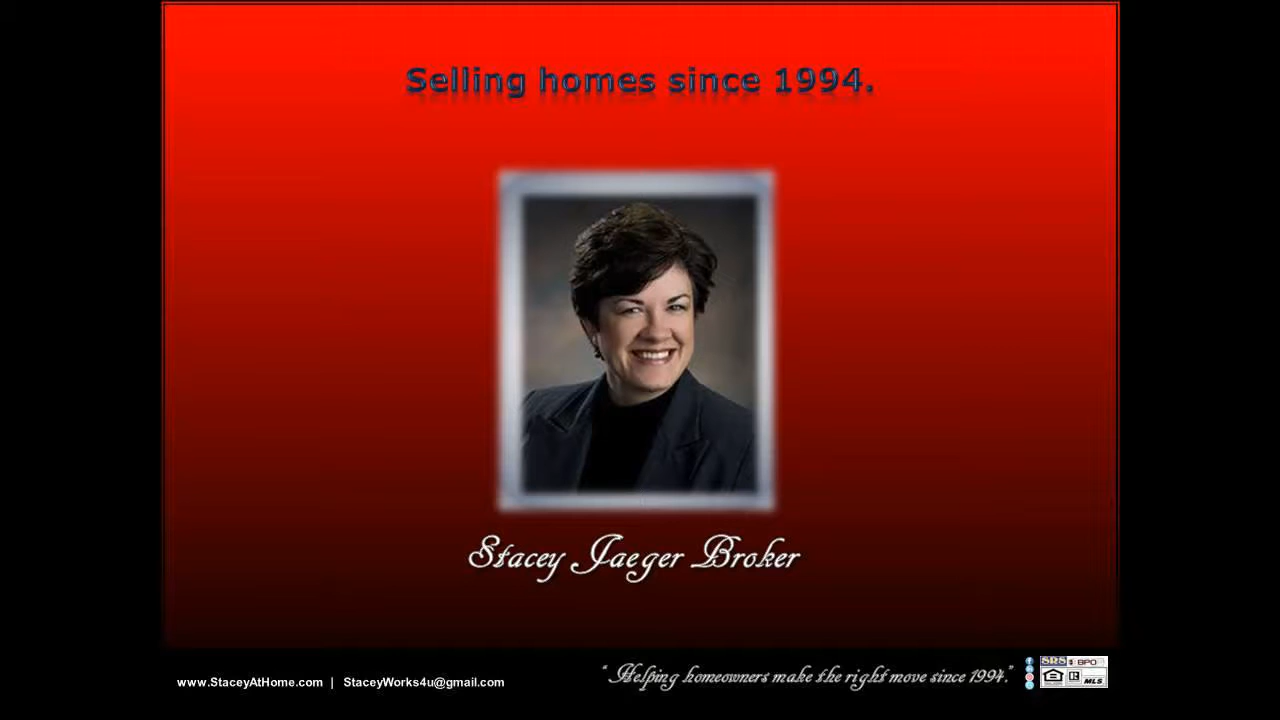 Selling homes since 1994.
Stacey Jaeger Broker
www.StaceyAtHome.com | StaceyWorks4u@gmail.com
“Helping homeowners make the right move since 1994.”
SRS BPO
R MLS